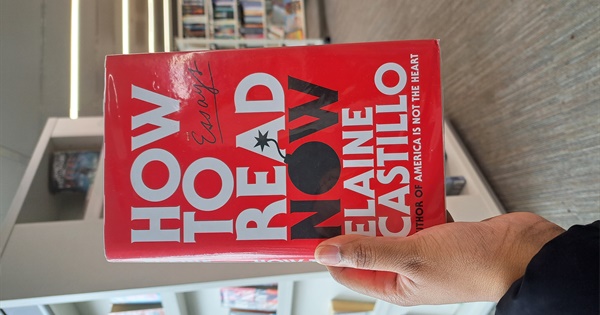 HOW
TO Essays
READ
NOW
ELAINE
CASTILLO
AUTHOR OF AMERICA IS NOT THE HEART